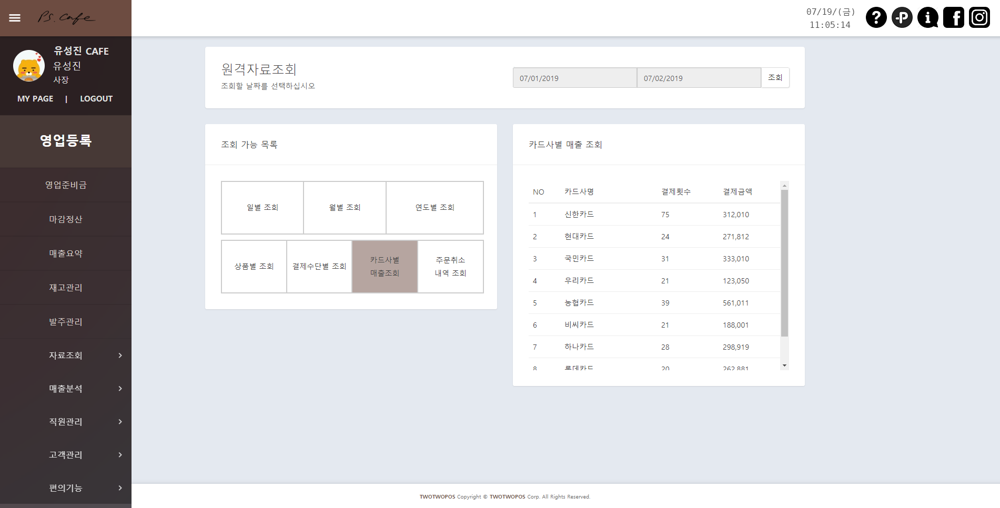 P.S. Cafe
07/19/(금)
11:05:14
유성진 CAFE
유성진
사장
MY PAGE | LOGOUT
영업등록
영업준비금
마감정산
매출요약
재고관리
발주관리
자료조회
매출분석
직원관리
고객관리
편의기능
원격자료조회
조회할 날짜를 선택하십시오
07/01/2019 07/02/2019 조회
조회 가능 목록
일별 조회 월별 조회 연도별 조회
상품별 조회 결제수단별 조회 카드사별 매출조회 주문취소 내역 조회
카드사별 매출 조회
NO 카드사명 결제횟수 결제금액
1 신한카드 75 312,010
2 현대카드 24 271,812
3 국민카드 31 333,010
4 우리카드 21 123,050
5 농협카드 39 561,011
6 비씨카드 21 188,001
7 하나카드 28 298,919
8 롯데카드 20 262,881
TWOTWOPOS Copyright © TWOTWOPOS Corp. All Rights Reserved.